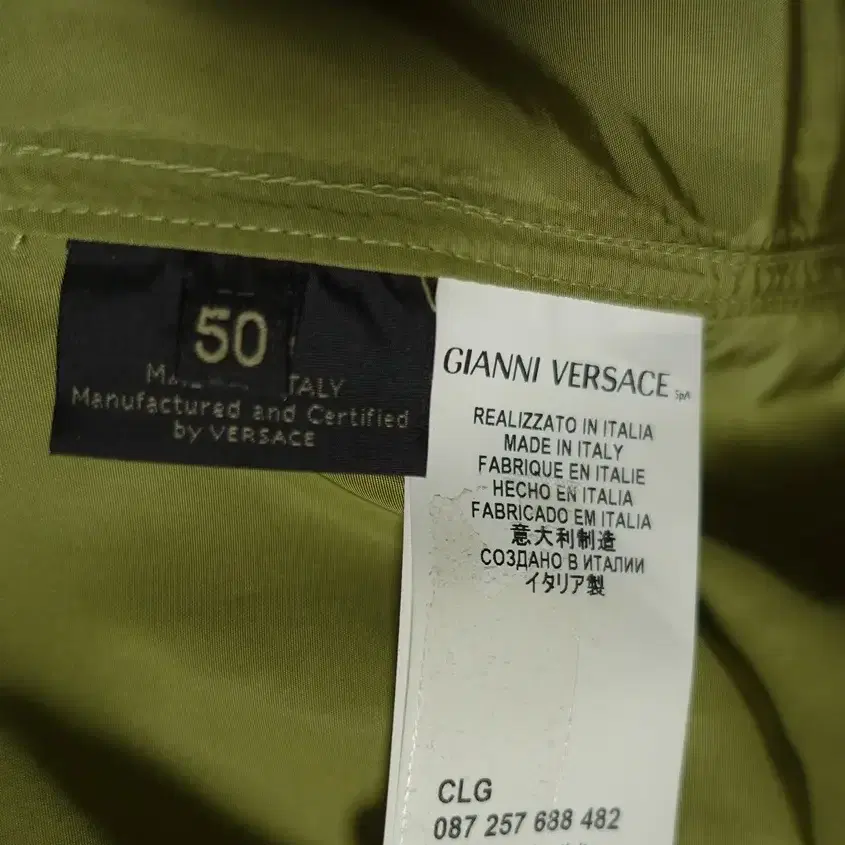 50
TALY
Manufactured and Certified
by VERSACE
GIANNI VERSACE SpA
REALIZZATO IN ITALIA
MADE IN ITALY
FABRIQUE EN ITALIE
HECHO EN ITALIA
FABRICADO EM ITALIA
意大利制造
СОЗДАНО В ИТАЛИИ
イタリア製
CLG
087 257 688 482